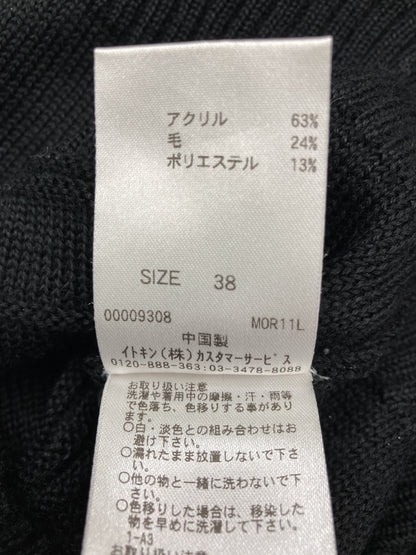 アクリル 63%
毛 24%
ポリエステル 13%
SIZE 38
00009308 MOR11L
中国製
イトキン(株)カスタマーサービス
0120-888-363:03-3478-8088
お取り扱い注意
洗濯や着用中の摩擦・汗・雨等
で色落ち、色移りする事があり
ます。
○白・淡色との組み合わせはお
避け下さい。
○濡れたまま放置しないで下さ
い。
○他の物と一緒に洗わないで下
さい。
○色移りした場合は、移染した
物を早めに洗濯して下さい。
1-A3
お取り扱い注意